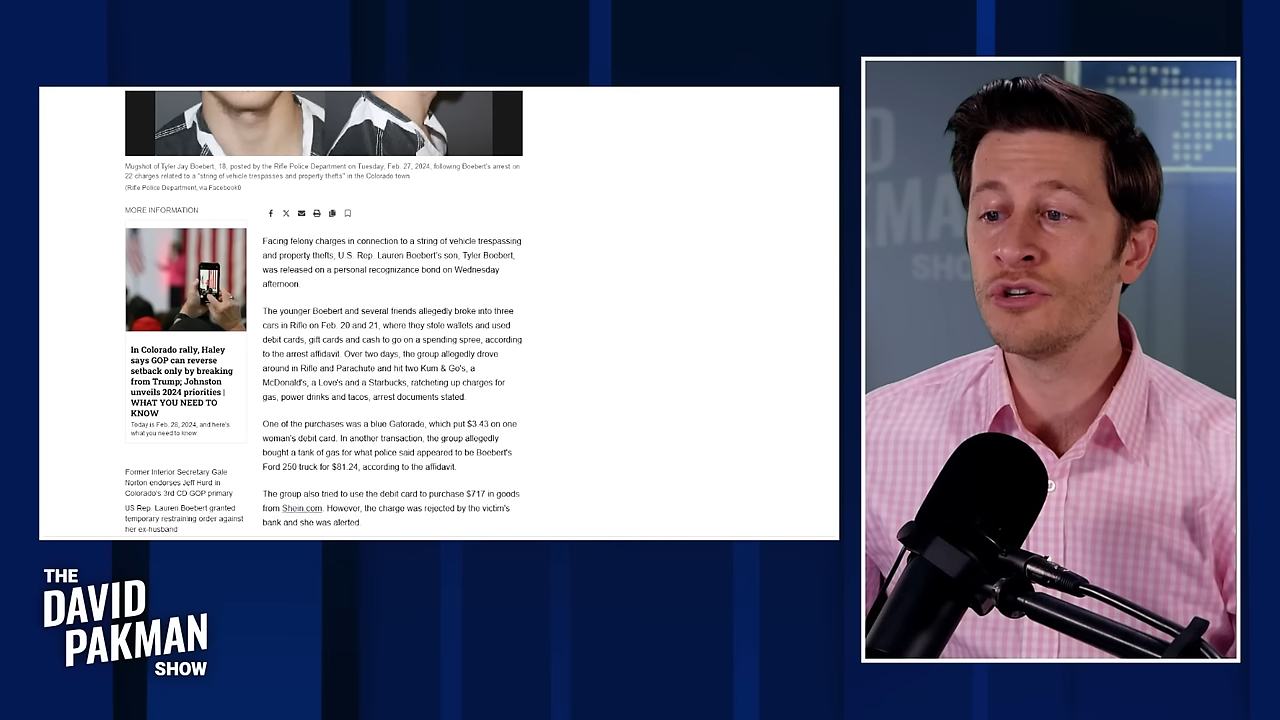 Mugshot of Tyler Jay Boebert, 18, posted by the Rifle Police Department on Tuesday, Feb. 27, 2024, following Boebert's arrest on
22 charges related to a "string of vehicle trespasses and property thefts" in the Colorado town
(Rifle Police Department, via Facebook0
MORE INFORMATION
In Colorado rally, Haley
says GOP can reverse
setback only by breaking
from Trump; Johnston
unveils 2024 priorities |
WHAT YOU NEED TO
KNOW
Today is Feb. 28, 2024, and here's
what you need to know
Former Interior Secretary Gale
Norton endorses Jeff Hurd in
Colorado's 3rd CD GOP primary
US Rep. Lauren Boebert granted
temporary restraining order against
her ex-husband
Facing felony charges in connection to a string of vehicle trespassing
and property thefts, U.S. Rep. Lauren Boebert's son, Tyler Boebert,
was released on a personal recognizance bond on Wednesday
afternoon.
The younger Boebert and several friends allegedly broke into three
cars in Rifle on Feb. 20 and 21, where they stole wallets and used
debit cards, gift cards and cash to go on a spending spree, according
to the arrest affidavit. Over two days, the group allegedly drove
around in Rifle and Parachute and hit two Kum & Go's, a
McDonald's, a Love's and a Starbucks, ratcheting up charges for
gas, power drinks and tacos, arrest documents stated.
One of the purchases was a blue Gatorade, which put $3.43 on one
woman's debit card. In another transaction, the group allegedly
bought a tank of gas for what police said appeared to be Boebert's
Ford 250 truck for $81.24, according to the affidavit.
The group also tried to use the debit card to purchase $717 in goods
from Shein.com. However, the charge was rejected by the victim's
bank and she was alerted.
THE
DAVID
PAKMAN
SHOW